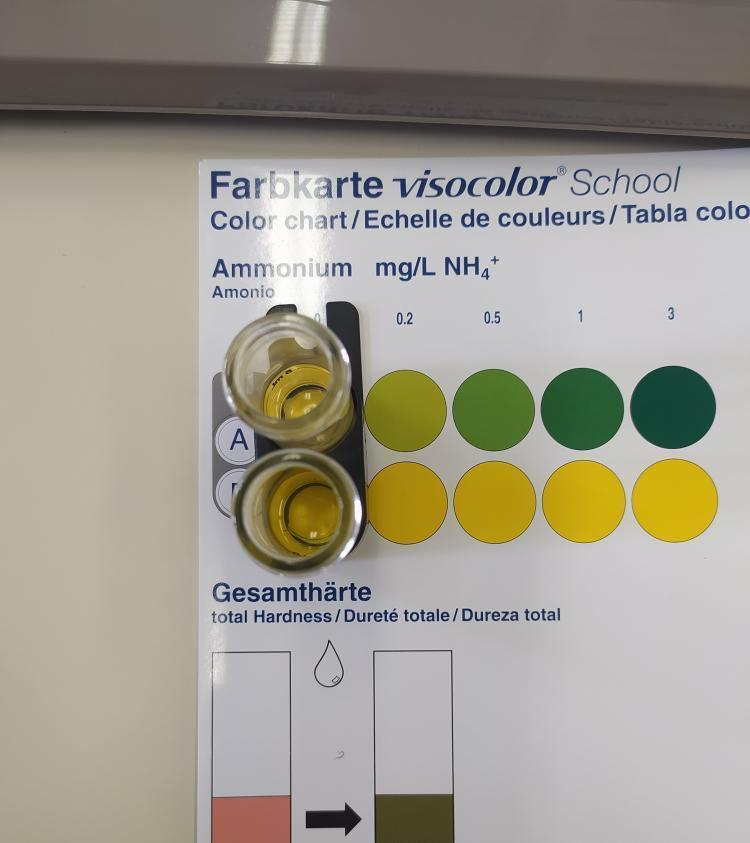 Farbkarte visocolor® School
Color chart/Echelle de couleurs/Tabla colo
Ammonium mg/L NH₄⁺
Amonio
0 0.2 0.5 1 3
A
Gesamthärte
total Hardness/Dureté totale/Dureza total